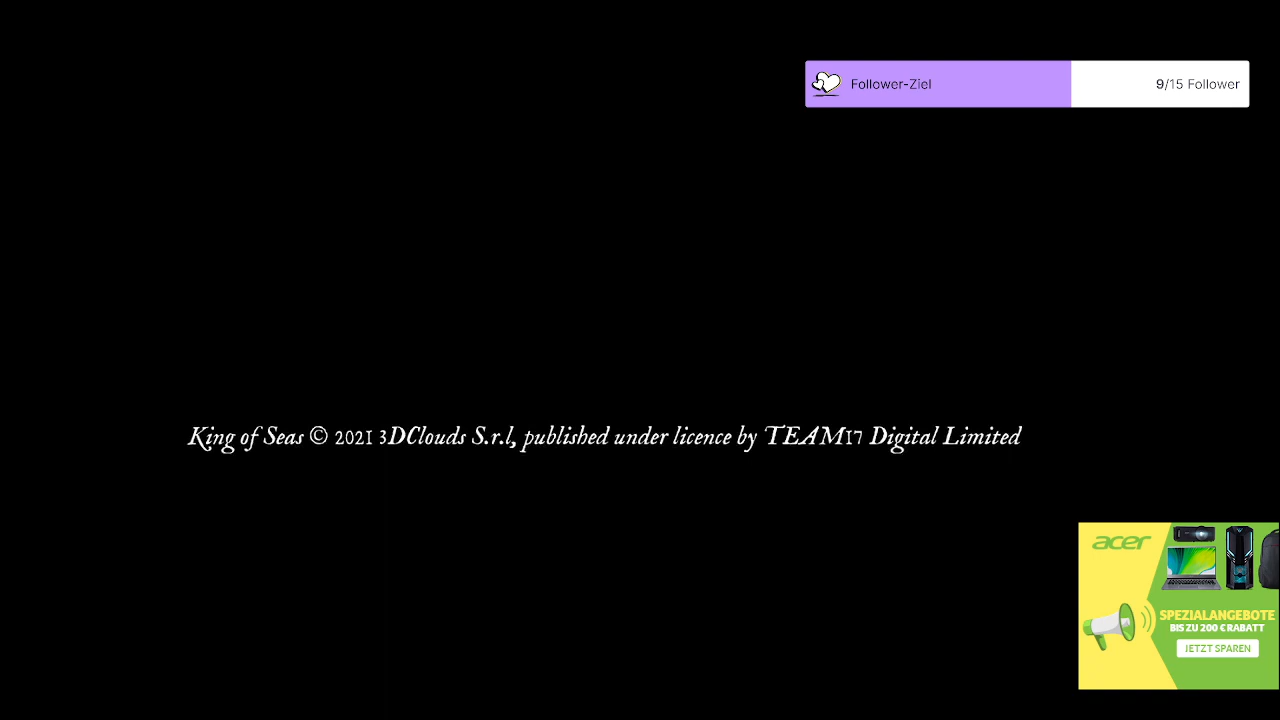 Follower-Ziel
9/15 Follower
King of Seas © 2021 3DClouds S.r.l, published under licence by TEAM17 Digital Limited
acer
SPEZIALANGEBOTE
BIS ZU 200 € RABATT
JETZT SPAREN